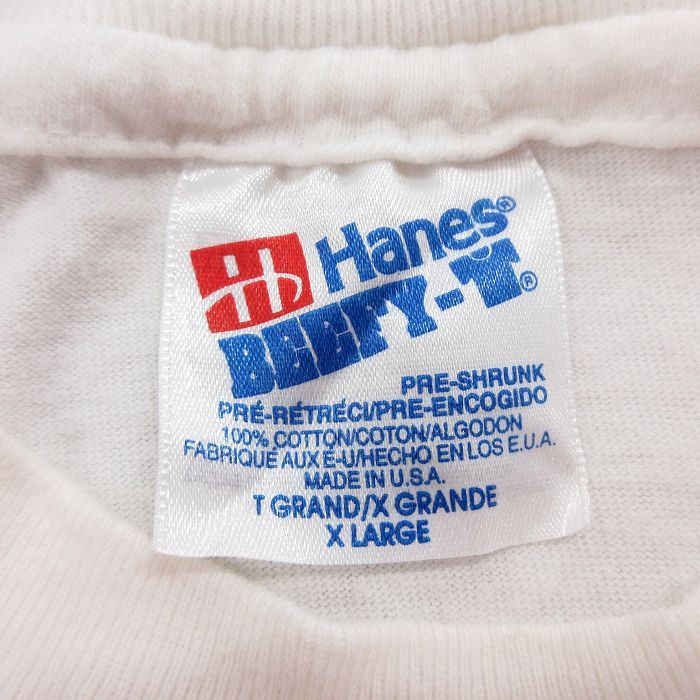 Hanes®
BEEFY-T®
PRE-SHRUNK
PRÉ-RÉTRÉCI/PRE-ENCOGIDO
100% COTTON/COTON/ALGODON
FABRIQUÉ AUX É-U/HECHO EN LOS E.U.A.
MADE IN U.S.A.
T GRAND/X GRANDE
X LARGE